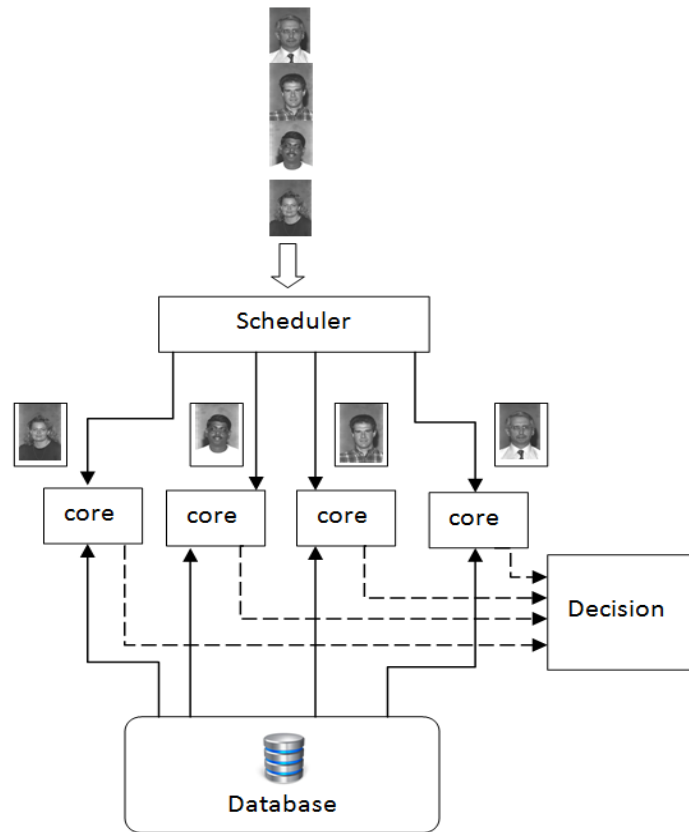 Scheduler
core
core
core
core
Decision
Database